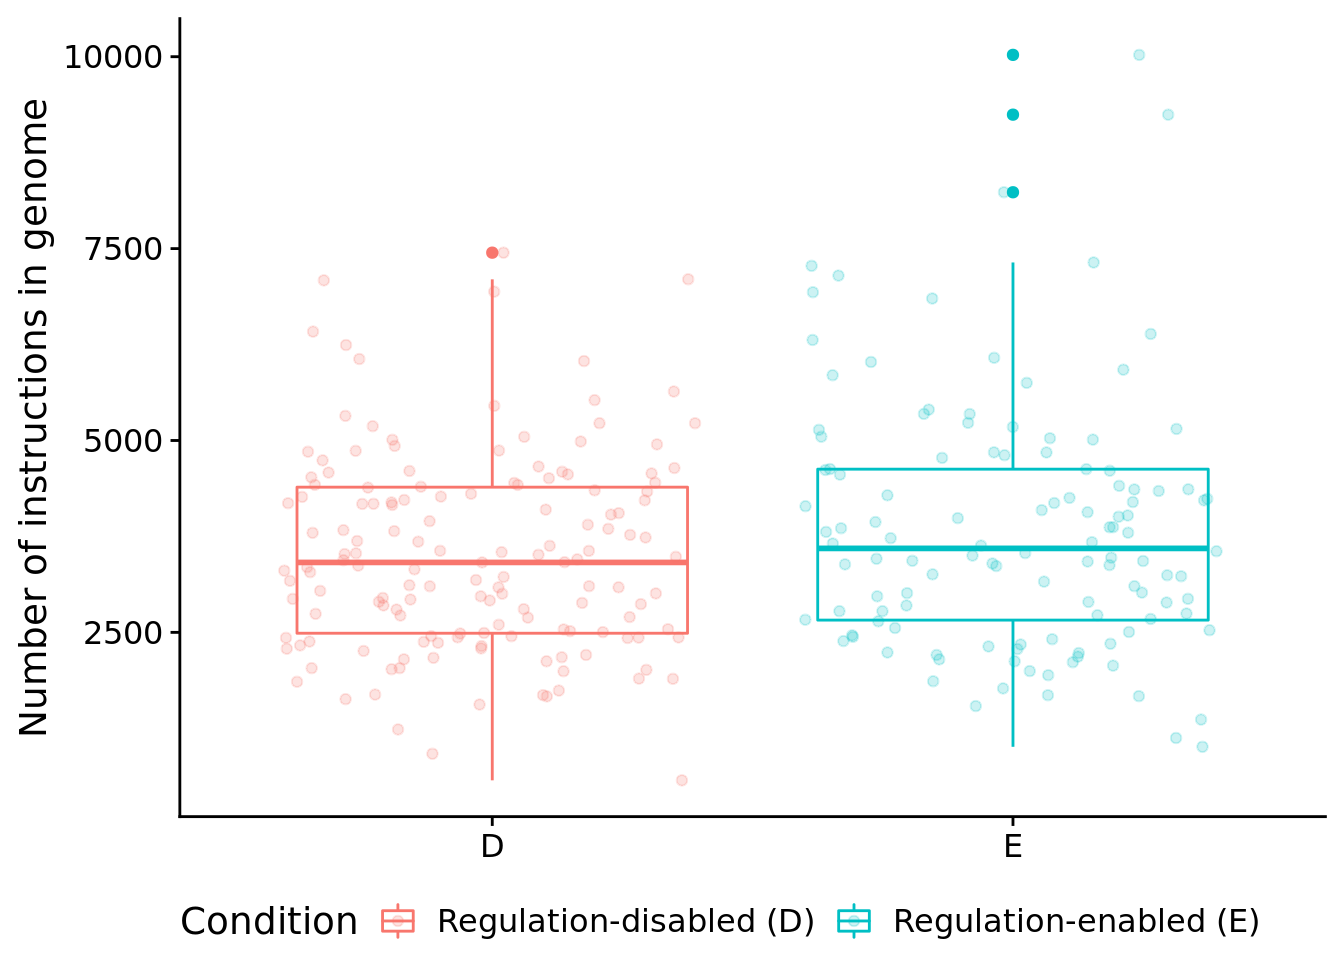 Number of instructions in genome
10000
7500
5000
2500
D E
Condition Regulation-disabled (D) Regulation-enabled (E)